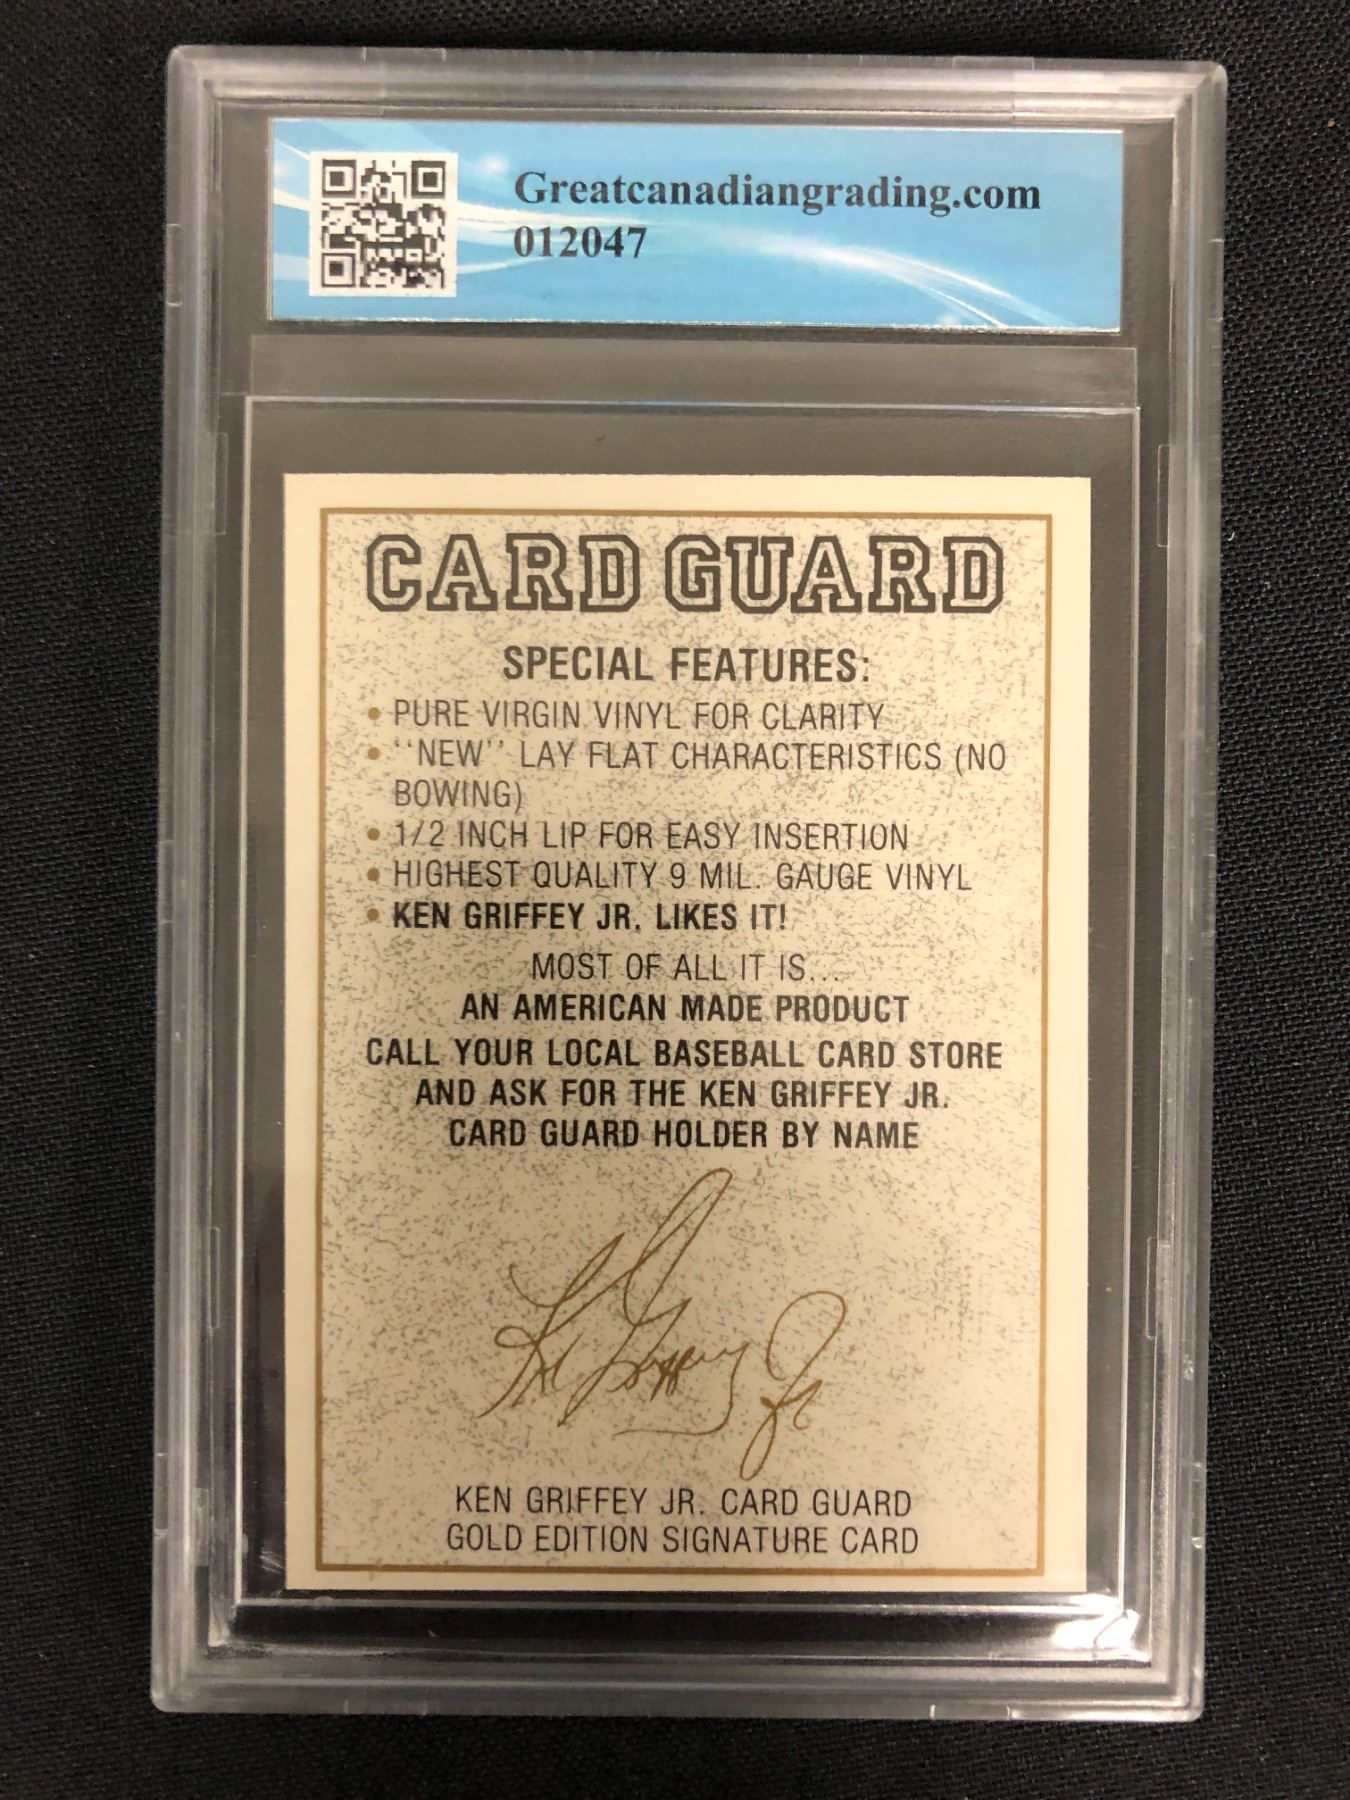 Greatcanadiangrading.com
012047
CARD GUARD
SPECIAL FEATURES:
• PURE VIRGIN VINYL FOR CLARITY
• ‘‘NEW’’ LAY FLAT CHARACTERISTICS (NO
BOWING)
• 1/2 INCH LIP FOR EASY INSERTION
• HIGHEST QUALITY 9 MIL. GAUGE VINYL
• KEN GRIFFEY JR. LIKES IT!
MOST OF ALL IT IS...
AN AMERICAN MADE PRODUCT
CALL YOUR LOCAL BASEBALL CARD STORE
AND ASK FOR THE KEN GRIFFEY JR.
CARD GUARD HOLDER BY NAME
Ken Griffey Jr
KEN GRIFFEY JR. CARD GUARD
GOLD EDITION SIGNATURE CARD